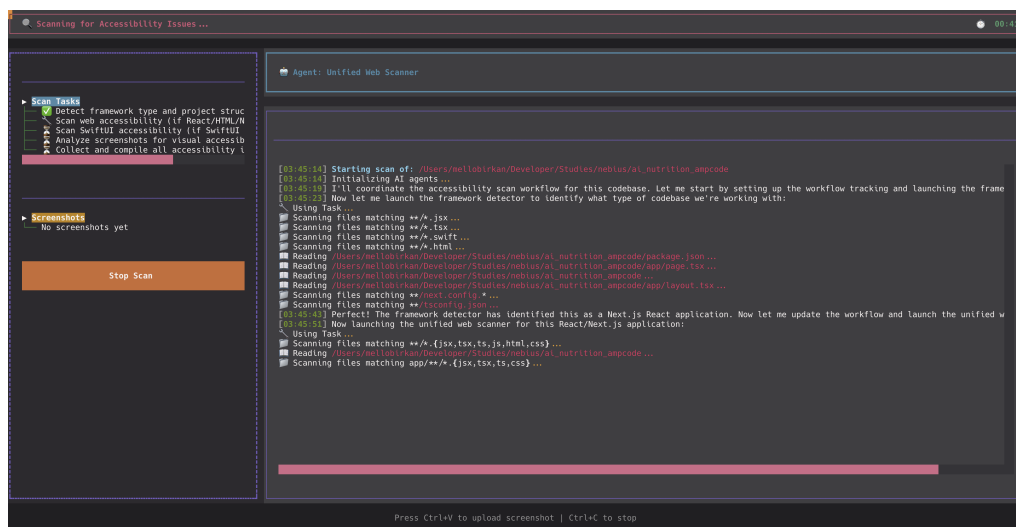 Scanning for Accessibility Issues...
00:4
Agent: Unified Web Scanner
▶ Scan Tasks
Detect framework type and project struc
Scan web accessibility (if React/HTML/N
Scan SwiftUI accessibility (if SwiftUI
Analyze screenshots for visual accessib
Collect and compile all accessibility i
▶ Screenshots
No screenshots yet
Stop Scan
[03:45:14] Starting scan of: /Users/mellobirkan/Developer/Studies/nebius/ai_nutrition_ampcode
[03:45:14] Initializing AI agents...
[03:45:19] I'll coordinate the accessibility scan workflow for this codebase. Let me start by setting up the workflow tracking and launching the frame
[03:45:23] Now let me launch the framework detector to identify what type of codebase we're working with:
Using Task...
Scanning files matching **/*.jsx...
Scanning files matching **/*.tsx...
Scanning files matching **/*.swift...
Scanning files matching **/*.html...
Reading /Users/mellobirkan/Developer/Studies/nebius/ai_nutrition_ampcode/package.json...
Reading /Users/mellobirkan/Developer/Studies/nebius/ai_nutrition_ampcode/app/page.tsx...
Reading /Users/mellobirkan/Developer/Studies/nebius/ai_nutrition_ampcode...
Reading /Users/mellobirkan/Developer/Studies/nebius/ai_nutrition_ampcode/app/layout.tsx...
Scanning files matching **/next.config.*...
Scanning files matching **/tsconfig.json...
[03:45:43] Perfect! The framework detector has identified this as a Next.js React application. Now let me update the workflow and launch the unified w
[03:45:51] Now launching the unified web scanner for this React/Next.js application:
Using Task...
Scanning files matching **/*.{jsx,tsx,ts,js,html,css}...
Reading /Users/mellobirkan/Developer/Studies/nebius/ai_nutrition_ampcode...
Scanning files matching app/**/*.{jsx,tsx,ts,css}...
Press Ctrl+V to upload screenshot | Ctrl+C to stop